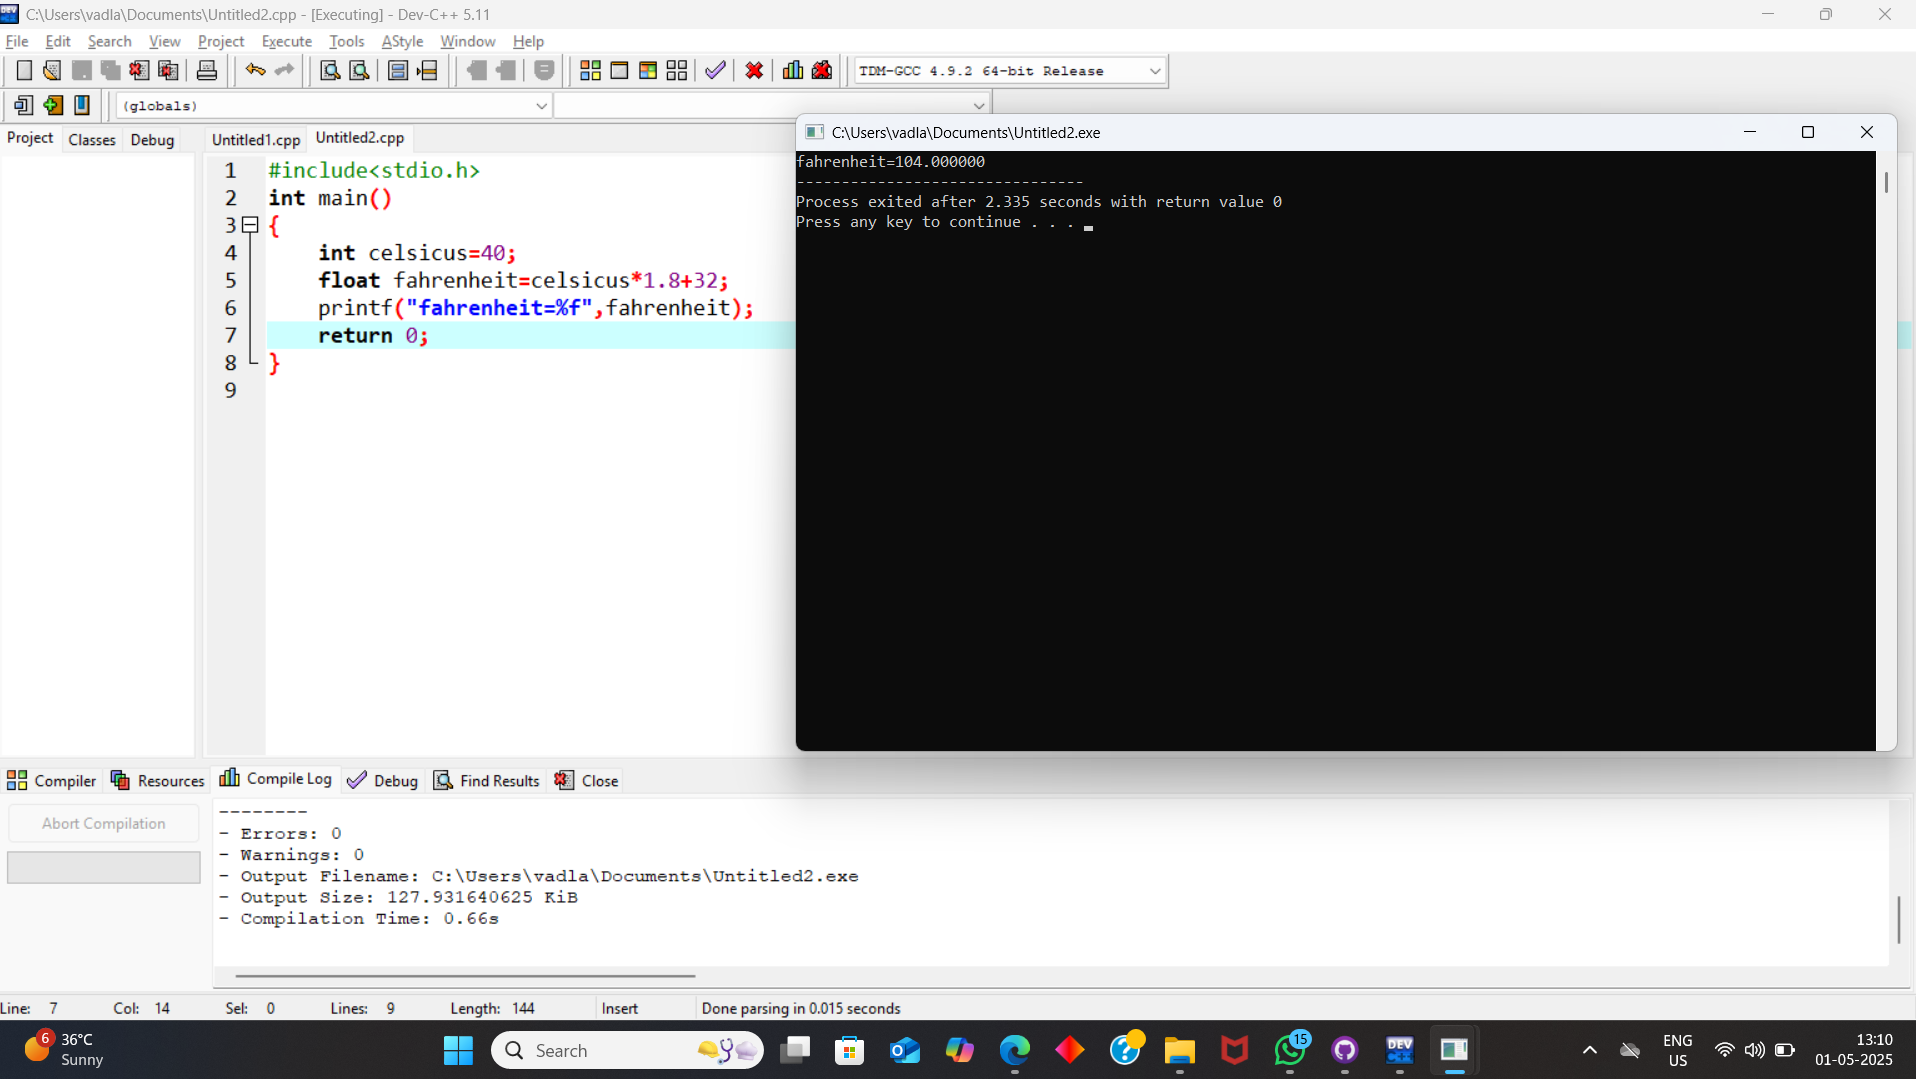 C:\Users\vadla\Documents\Untitled2.cpp - [Executing] - Dev-C++ 5.11
File Edit Search View Project Execute Tools AStyle Window Help
TDM-GCC 4.9.2 64-bit Release
(globals)
Project Classes Debug
Untitled1.cpp Untitled2.cpp
1 #include<stdio.h>
2 int main()
3 {
4 int celsicus=40;
5 float fahrenheit=celsicus*1.8+32;
6 printf("fahrenheit=%f",fahrenheit);
7 return 0;
8 }
9
C:\Users\vadla\Documents\Untitled2.exe
fahrenheit=104.000000
--------------------------------
Process exited after 2.335 seconds with return value 0
Press any key to continue . . .
Compiler Resources Compile Log Debug Find Results Close
Abort Compilation
--------
- Errors: 0
- Warnings: 0
- Output Filename: C:\Users\vadla\Documents\Untitled2.exe
- Output Size: 127.931640625 KiB
- Compilation Time: 0.66s
Line: 7 Col: 14 Sel: 0 Lines: 9 Length: 144 Insert Done parsing in 0.015 seconds
6
36°C
Sunny
Search
15
DEV
ENG
US
13:10
01-05-2025